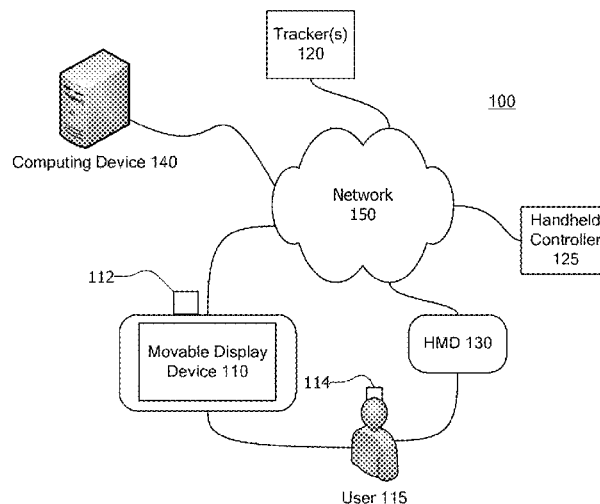 Tracker(s)
120
100
Computing Device 140
Network
150
Handheld
Controller
125
112
Movable Display
Device 110
HMD 130
114
User 115